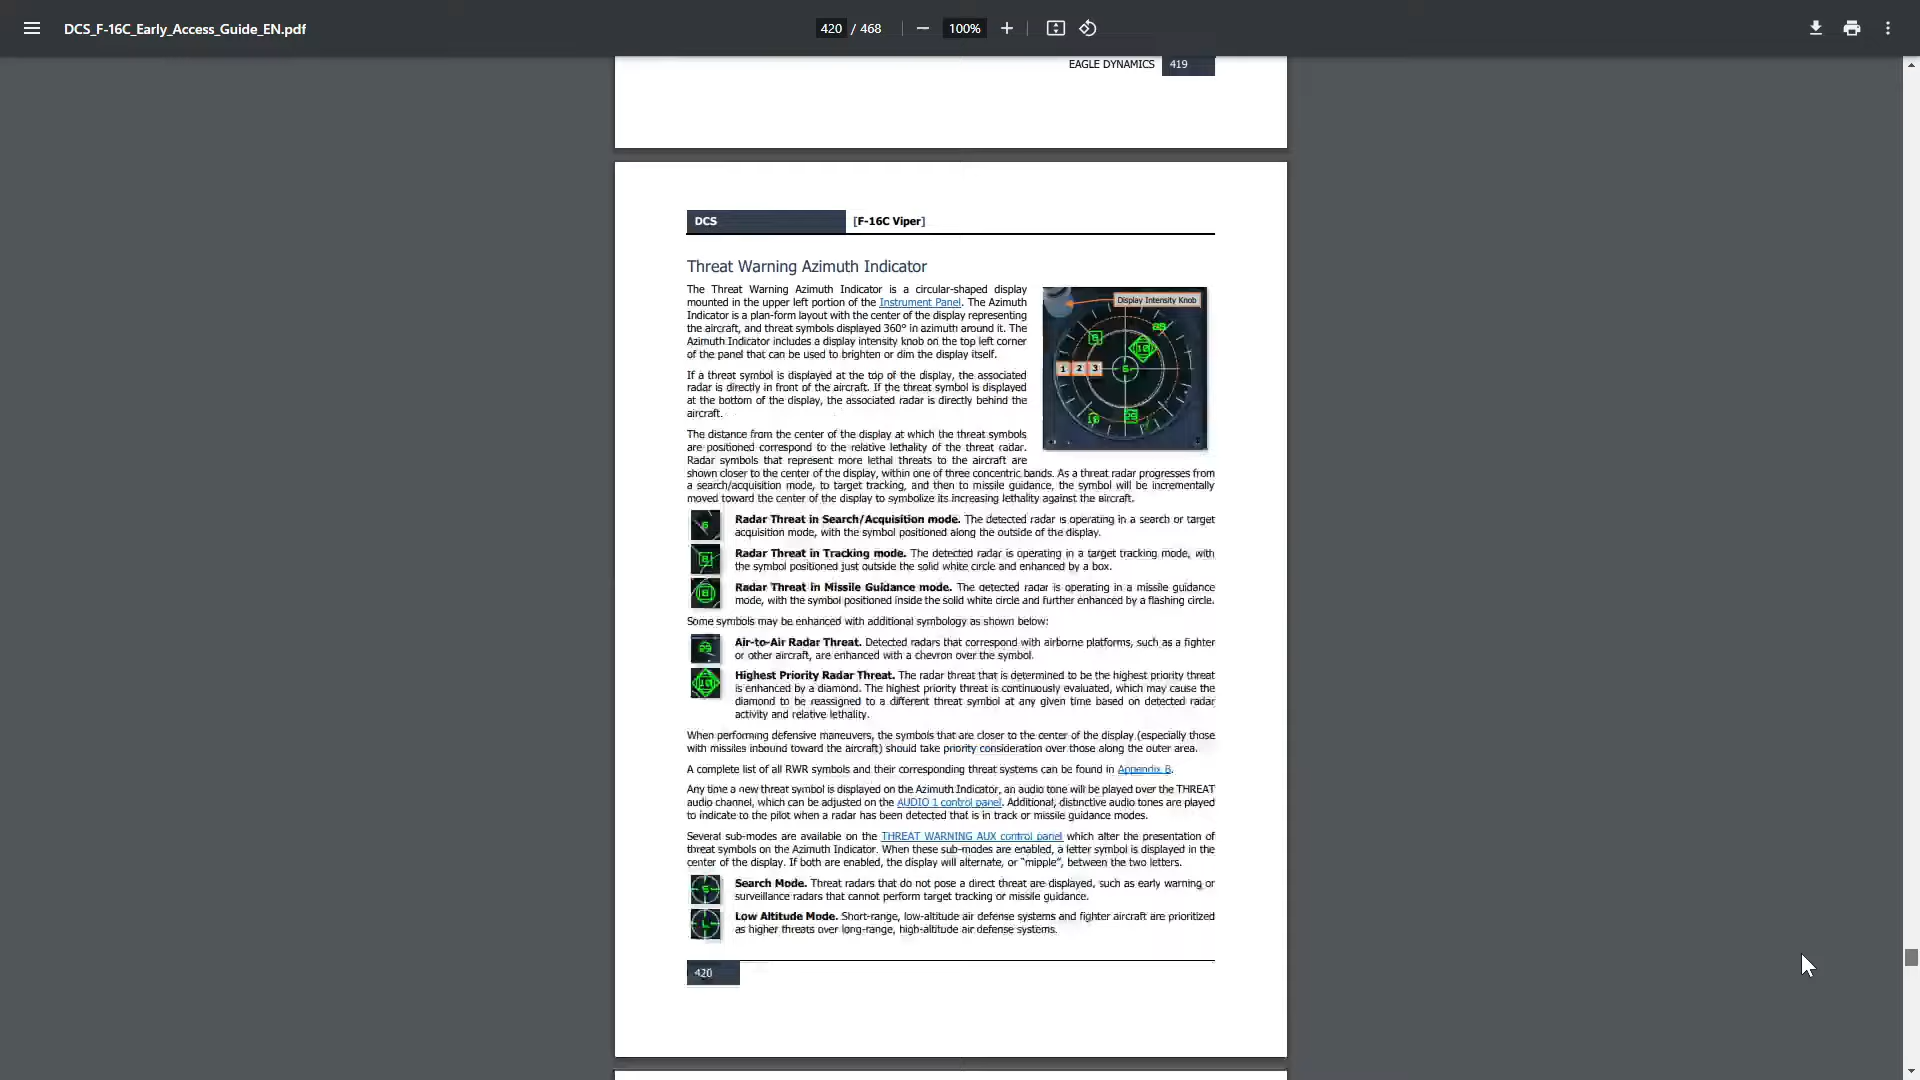 DCS_F-16C_Early_Access_Guide_EN.pdf
420 / 468
100%
EAGLE DYNAMICS 419
DCS [F-16C Viper]
Threat Warning Azimuth Indicator
The Threat Warning Azimuth Indicator is a circular-shaped display
mounted in the upper left portion of the Instrument Panel. The Azimuth
Indicator is a plan-form layout with the center of the display representing
the aircraft, and threat symbols displayed 360° in azimuth around it. The
Azimuth Indicator includes a display intensity knob on the top left corner
of the panel that can be used to brighten or dim the display itself.
Display Intensity Knob
1 2 3
If a threat symbol is displayed at the top of the display, the associated
radar is directly in front of the aircraft. If the threat symbol is displayed
at the bottom of the display, the associated radar is directly behind the
aircraft.
The distance from the center of the display at which the threat symbols
are positioned correspond to the relative lethality of the threat radar.
Radar symbols that represent more lethal threats to the aircraft are
shown closer to the center of the display, within one of three concentric bands. As a threat radar progresses from
a search/acquisition mode, to target tracking, and then to missile guidance, the symbol will be incrementally
moved toward the center of the display to symbolize its increasing lethality against the aircraft.
6 Radar Threat in Search/Acquisition mode. The detected radar is operating in a search or target
acquisition mode, with the symbol positioned along the outside of the display.
8 Radar Threat in Tracking mode. The detected radar is operating in a target tracking mode, with
the symbol positioned just outside the solid white circle and enhanced by a box.
8 Radar Threat in Missile Guidance mode. The detected radar is operating in a missile guidance
mode, with the symbol positioned inside the solid white circle and further enhanced by a flashing circle.
Some symbols may be enhanced with additional symbology as shown below:
29 Air-to-Air Radar Threat. Detected radars that correspond with airborne platforms, such as a fighter
or other aircraft, are enhanced with a chevron over the symbol.
10 Highest Priority Radar Threat. The radar threat that is determined to be the highest priority threat
is enhanced by a diamond. The highest priority threat is continuously evaluated, which may cause the
diamond to be reassigned to a different threat symbol at any given time based on detected radar
activity and relative lethality.
When performing defensive maneuvers, the symbols that are closer to the center of the display (especially those
with missiles inbound toward the aircraft) should take priority consideration over those along the outer area.
A complete list of all RWR symbols and their corresponding threat systems can be found in Appendix B.
Any time a new threat symbol is displayed on the Azimuth Indicator, an audio tone will be played over the THREAT
audio channel, which can be adjusted on the AUDIO 1 control panel. Additional, distinctive audio tones are played
to indicate to the pilot when a radar has been detected that is in track or missile guidance modes.
Several sub-modes are available on the THREAT WARNING AUX control panel which alter the presentation of
threat symbols on the Azimuth Indicator. When these sub-modes are enabled, a letter symbol is displayed in the
center of the display. If both are enabled, the display will alternate, or "mipple", between the two letters.
S Search Mode. Threat radars that do not pose a direct threat are displayed, such as early warning or
surveillance radars that cannot perform target tracking or missile guidance.
L Low Altitude Mode. Short-range, low-altitude air defense systems and fighter aircraft are prioritized
as higher threats over long-range, high-altitude air defense systems.
420